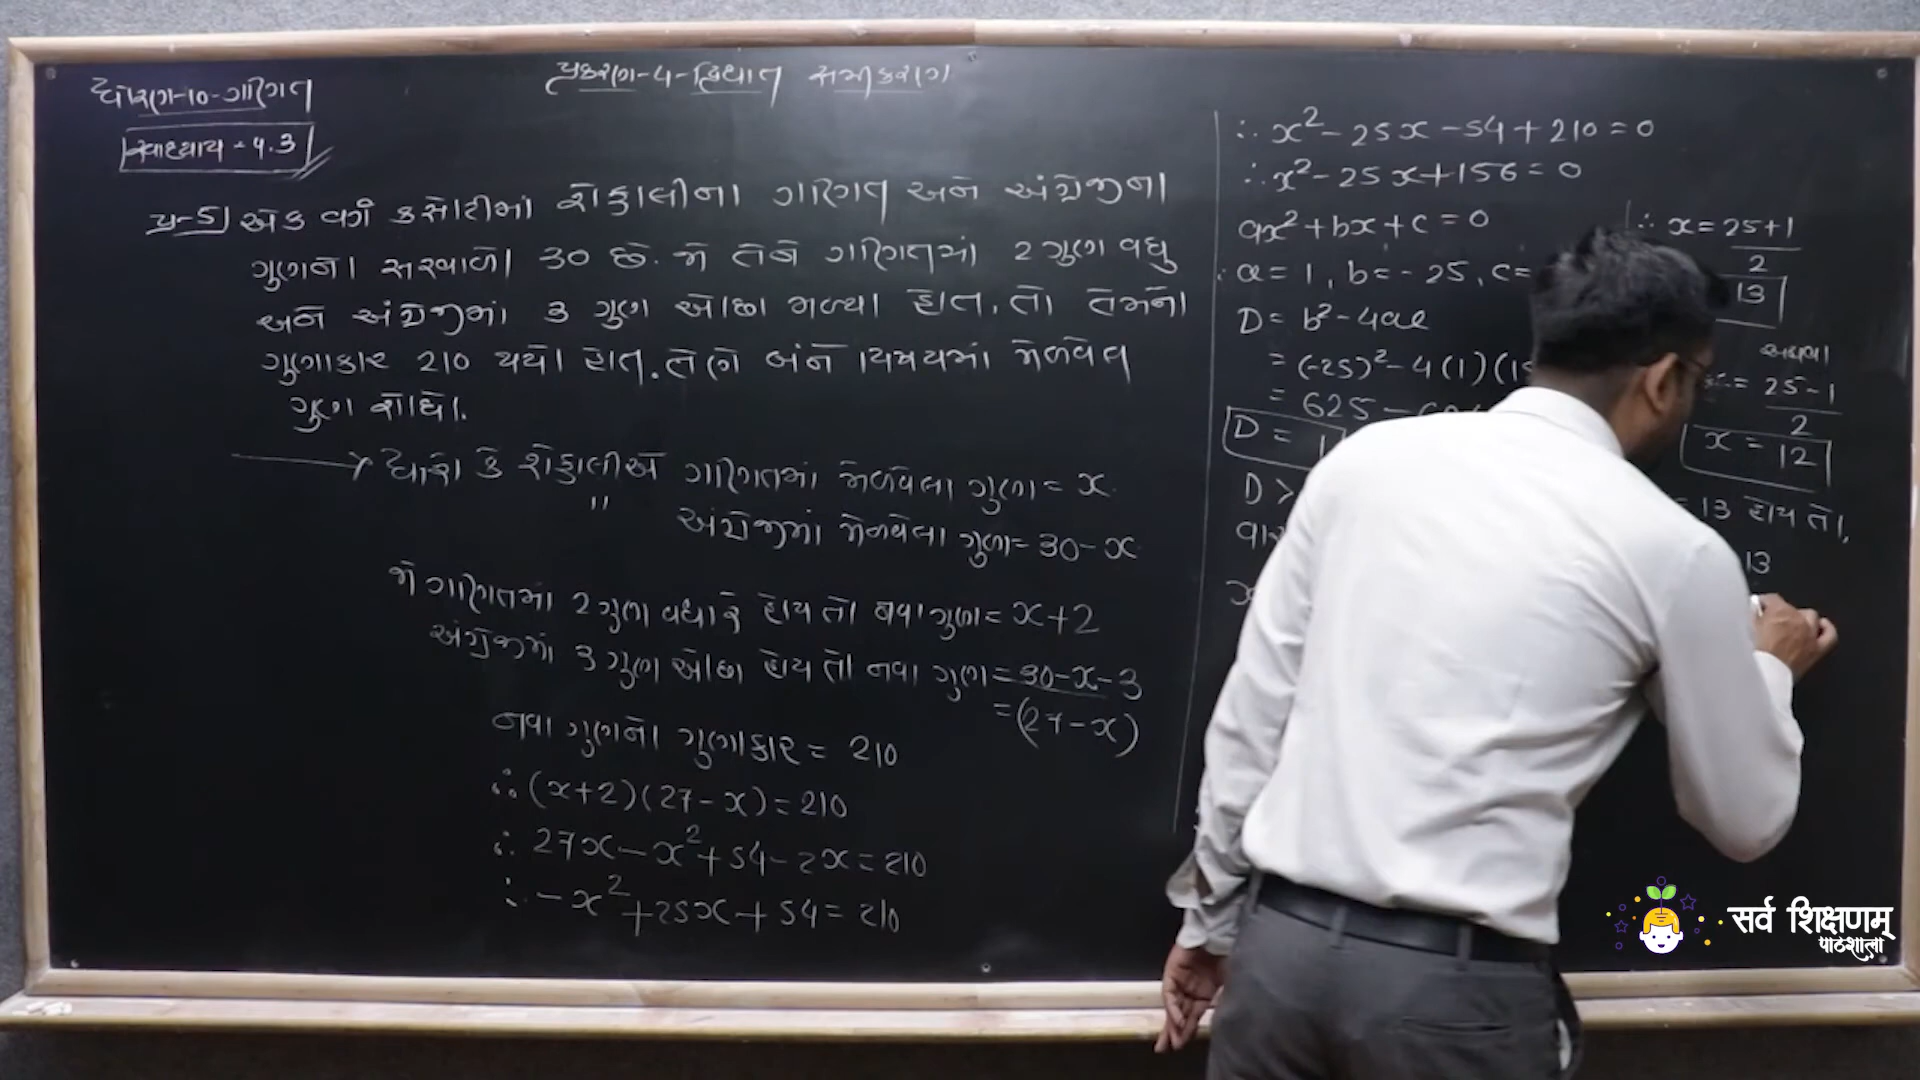 ધોરણ-10-ગણિત
પ્રકરણ-4-દ્વિઘાત સમીકરણ
સ્વાધ્યાય - 4.3
પ્ર-5) એક વર્ગ કસોટીમાં શેફાલીના ગણિત અને અંગ્રેજીના
ગુણનો સરવાળો 30 છે. જો તેને ગણિતમાં 2 ગુણ વધુ
અને અંગ્રેજીમાં 3 ગુણ ઓછા મળ્યા હોત, તો તેમનો
ગુણાકાર 210 થયો હોત. તેણે બંને વિષયમાં મેળવેલ
ગુણ શોધો.
→ ધારો કે શેફાલીએ ગણિતમાં મેળવેલા ગુણ = x
" અંગ્રેજીમાં મેળવેલા ગુણ = 30-x
જો ગણિતમાં 2 ગુણ વધારે હોય તો નવા ગુણ = x+2
અંગ્રેજીમાં 3 ગુણ ઓછા હોય તો નવા ગુણ = 30-x-3
= (27-x)
નવા ગુણનો ગુણાકાર = 210
∴ (x+2)(27-x) = 210
∴ 27x - x² + 54 - 2x = 210
∴ -x² + 25x + 54 = 210
∴ x² - 25x - 54 + 210 = 0
∴ x² - 25x + 156 = 0
ax² + bx + c = 0
∴ a = 1, b = -25, c =
D = b² - 4ac
= (-25)² - 4(1)(15
= 625 -
D = 1
D >
x
∴ x = 25+1
2
13
અથવા
= 25-1
2
x = 12
= 13 હોય તો,
13
सर्व शिक्षणम्
पाठशाला